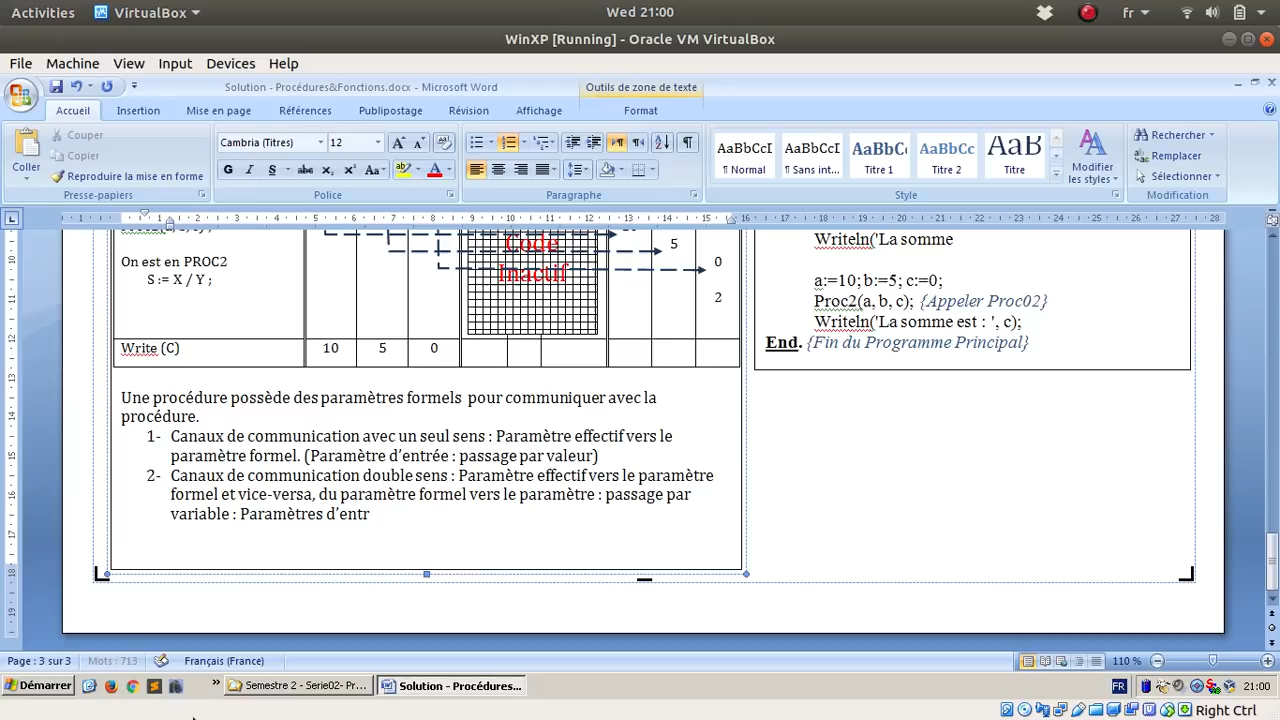 Activities VirtualBox Wed 21:00 fr
WinXP [Running] - Oracle VM VirtualBox
File Machine View Input Devices Help
Solution - Procédures&Fonctions.docx - Microsoft Word Outils de zone de texte
Accueil Insertion Mise en page Références Publipostage Révision Affichage Format
Coller
Couper
Copier
Reproduire la mise en forme
Presse-papiers
Cambria (Titres) 12
Police
Paragraphe
AaBbCcI AaBbCcI AaBbC AaBbCcI AaB
¶ Normal ¶ Sans int... Titre 1 Titre 2 Titre
Modifier
les styles
Style
Rechercher
Remplacer
Sélectionner
Modification
On est en PROC2
S := X / Y ;
Code
Inactif
5
0
2
Write (C) 10 5 0
Une procédure possède des paramètres formels pour communiquer avec la
procédure.
1- Canaux de communication avec un seul sens : Paramètre effectif vers le
paramètre formel. (Paramètre d'entrée : passage par valeur)
2- Canaux de communication double sens : Paramètre effectif vers le paramètre
formel et vice-versa, du paramètre formel vers le paramètre : passage par
variable : Paramètres d'entr
Writeln('La somme
a:=10; b:=5; c:=0;
Proc2(a, b, c); {Appeler Proc02}
Writeln('La somme est : ', c);
End. {Fin du Programme Principal}
Page : 3 sur 3 Mots : 713 Français (France) 110 %
Démarrer Semestre 2 - Serie02- Pr... Solution - Procédures... FR 21:00
Right Ctrl